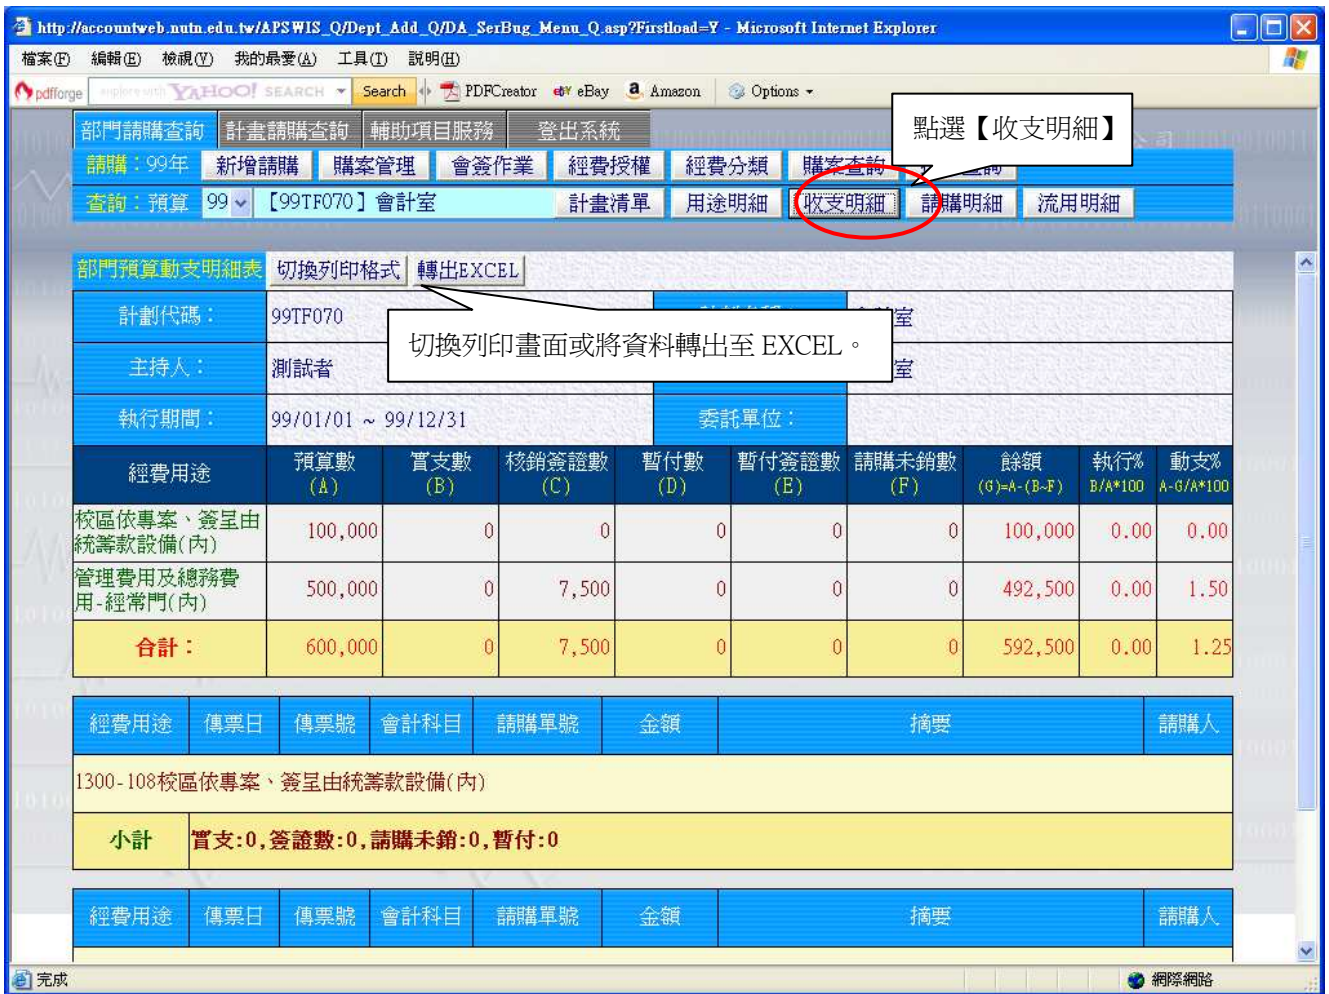 http://accountweb.nutn.edu.tw/APSWIS_Q/Dept_Add_Q/DA_SerBug_Menu_Q.asp?Firstload=Y - Microsoft Internet Explorer
檔案(F) 編輯(E) 檢視(V) 我的最愛(A) 工具(T) 說明(H)
pdfforge YAHOO! SEARCH Search PDFCreator eBay Amazon Options
部門請購查詢 計畫請購查詢 輔助項目服務 登出系統
點選【收支明細】
請購：99年 新增請購 購案管理 會簽作業 經費授權 經費分類 購案查詢
查詢：預算 99 【99TF070】會計室 計畫清單 用途明細 收支明細 請購明細 流用明細
部門預算動支明細表 切換列印格式 轉出EXCEL
計劃代碼： 99TF070 室
切換列印畫面或將資料轉出至 EXCEL。
主持人： 測試者 室
執行期間： 99/01/01 ~ 99/12/31 委託單位：
經費用途 預算數 實支數 核銷簽證數 暫付數 暫付簽證數 請購未銷數 餘額 執行% 動支%
(A) (B) (C) (D) (E) (F) (G)=A-(B~F) B/A*100 A-G/A*100
校區依專案、簽呈由
統籌款設備(內) 100,000 0 0 0 0 0 100,000 0.00 0.00
管理費用及總務費
用-經常門(內) 500,000 0 7,500 0 0 0 492,500 0.00 1.50
合計： 600,000 0 7,500 0 0 0 592,500 0.00 1.25
經費用途 傳票日 傳票號 會計科目 請購單號 金額 摘要 請購人
1300-108校區依專案、簽呈由統籌款設備(內)
小計 實支:0,簽證數:0,請購未銷:0,暫付:0
經費用途 傳票日 傳票號 會計科目 請購單號 金額 摘要 請購人
完成 網際網路